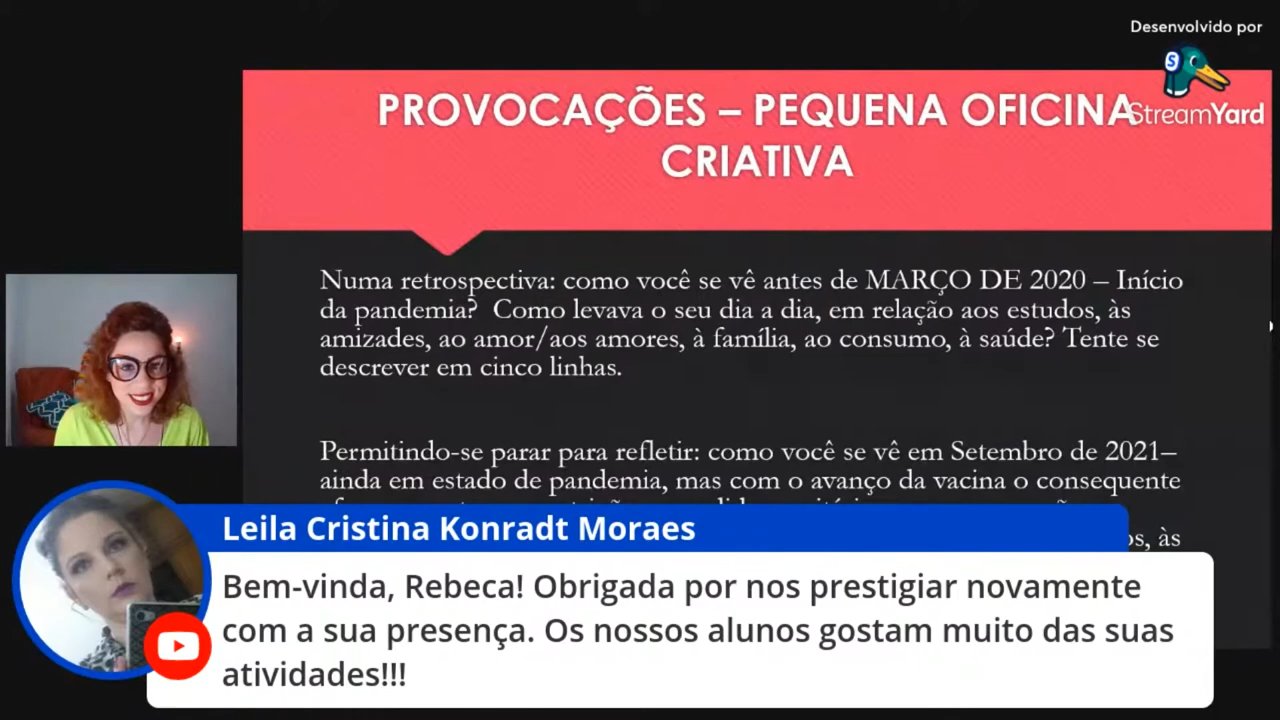 Desenvolvido por
StreamYard
PROVOCAÇÕES – PEQUENA OFICINA
CRIATIVA
Numa retrospectiva: como você se vê antes de MARÇO DE 2020 – Início
da pandemia? Como levava o seu dia a dia, em relação aos estudos, às
amizades, ao amor/aos amores, à família, ao consumo, à saúde? Tente se
descrever em cinco linhas.
Permitindo-se parar para refletir: como você se vê em Setembro de 2021–
ainda em estado de pandemia, mas com o avanço da vacina o consequente
às
Leila Cristina Konradt Moraes
Bem-vinda, Rebeca! Obrigada por nos prestigiar novamente
com a sua presença. Os nossos alunos gostam muito das suas
atividades!!!